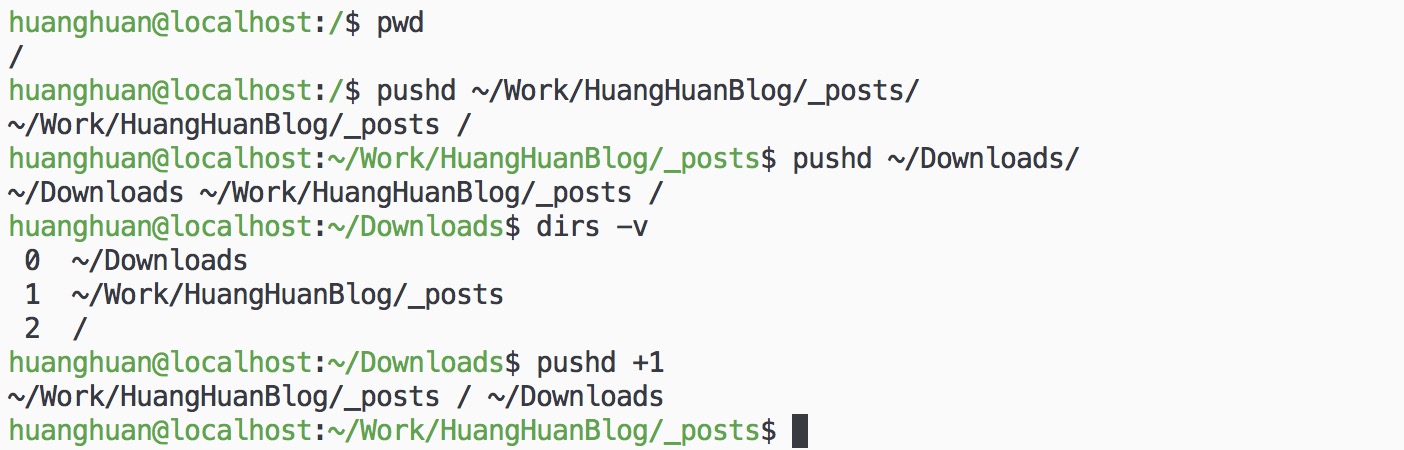 huanghuan@localhost:/$ pwd
/
huanghuan@localhost:/$ pushd ~/Work/HuangHuanBlog/_posts/
~/Work/HuangHuanBlog/_posts /
huanghuan@localhost:~/Work/HuangHuanBlog/_posts$ pushd ~/Downloads/
~/Downloads ~/Work/HuangHuanBlog/_posts /
huanghuan@localhost:~/Downloads$ dirs -v
 0  ~/Downloads
 1  ~/Work/HuangHuanBlog/_posts
 2  /
huanghuan@localhost:~/Downloads$ pushd +1
~/Work/HuangHuanBlog/_posts / ~/Downloads
huanghuan@localhost:~/Work/HuangHuanBlog/_posts$